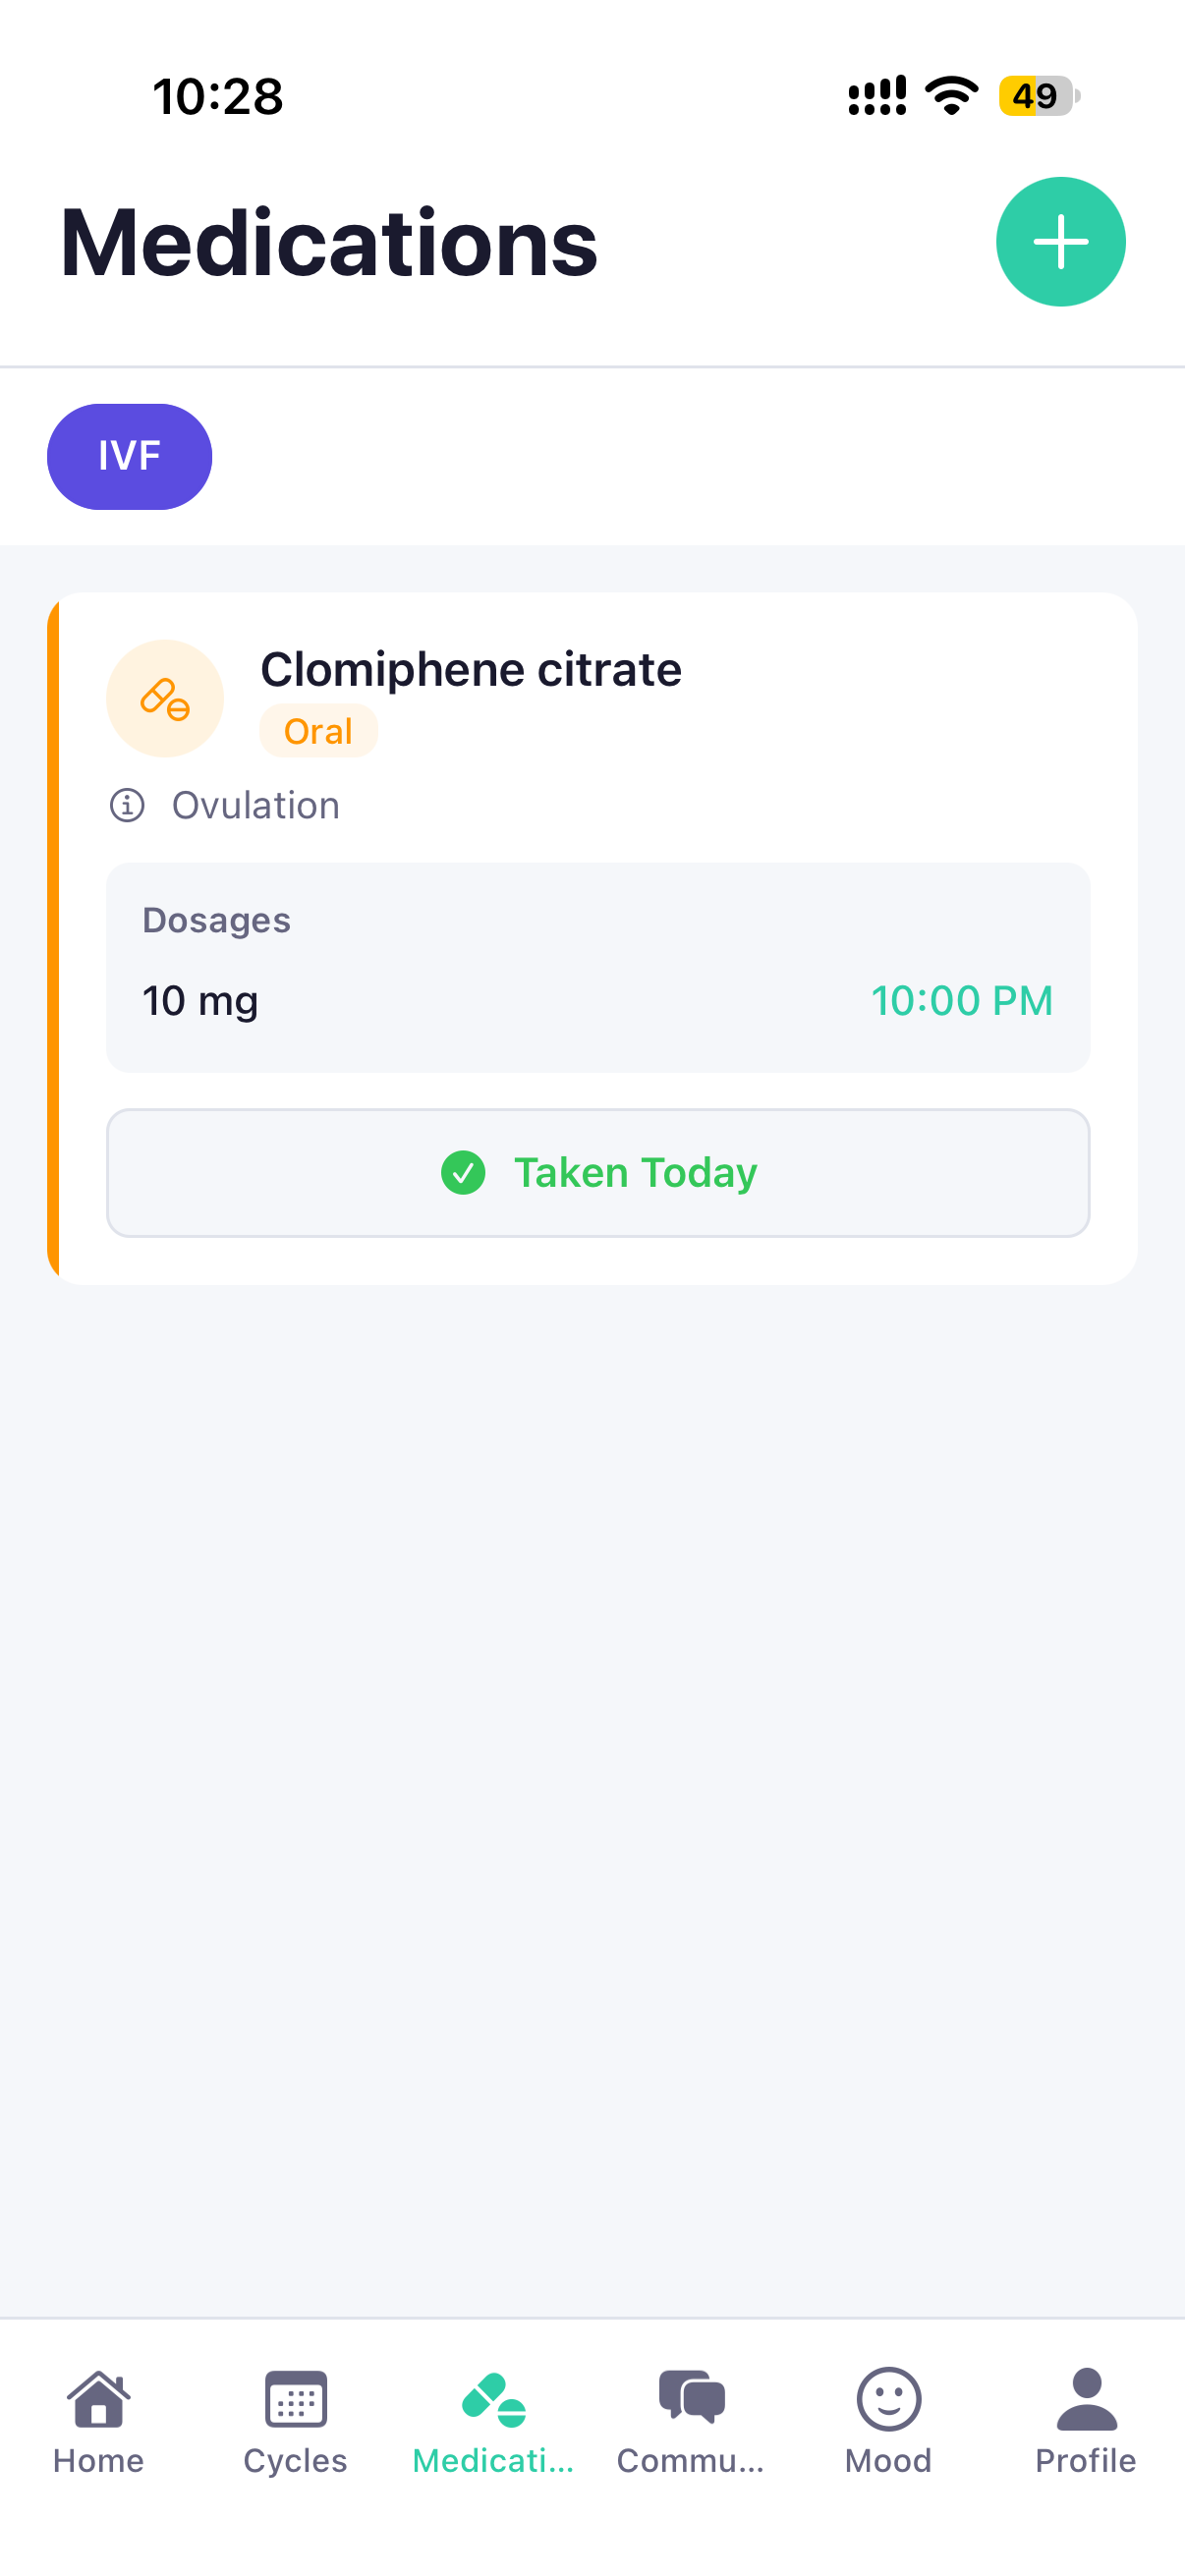 10:28
49
Medications
IVF
Clomiphene citrate
Oral
Ovulation
Dosages
10 mg
10:00 PM
Taken Today
Home
Cycles
Medicati...
Commu...
Mood
Profile